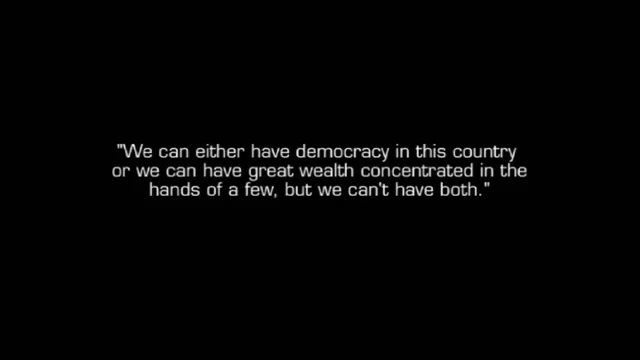 "We can either have democracy in this country
or we can have great wealth concentrated in the
hands of a few, but we can't have both."